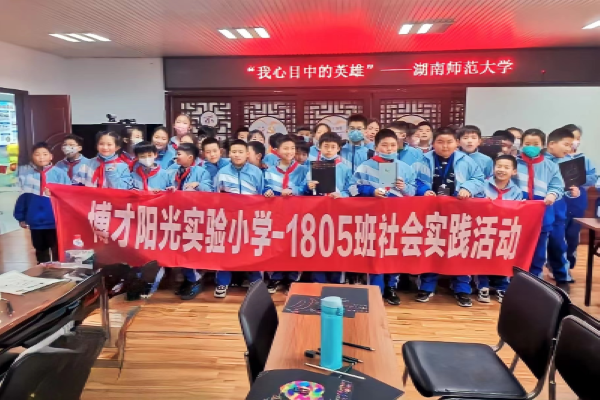 “我心目中的英雄”——湖南师范大学
博才阳光实验小学-1805班社会实践活动